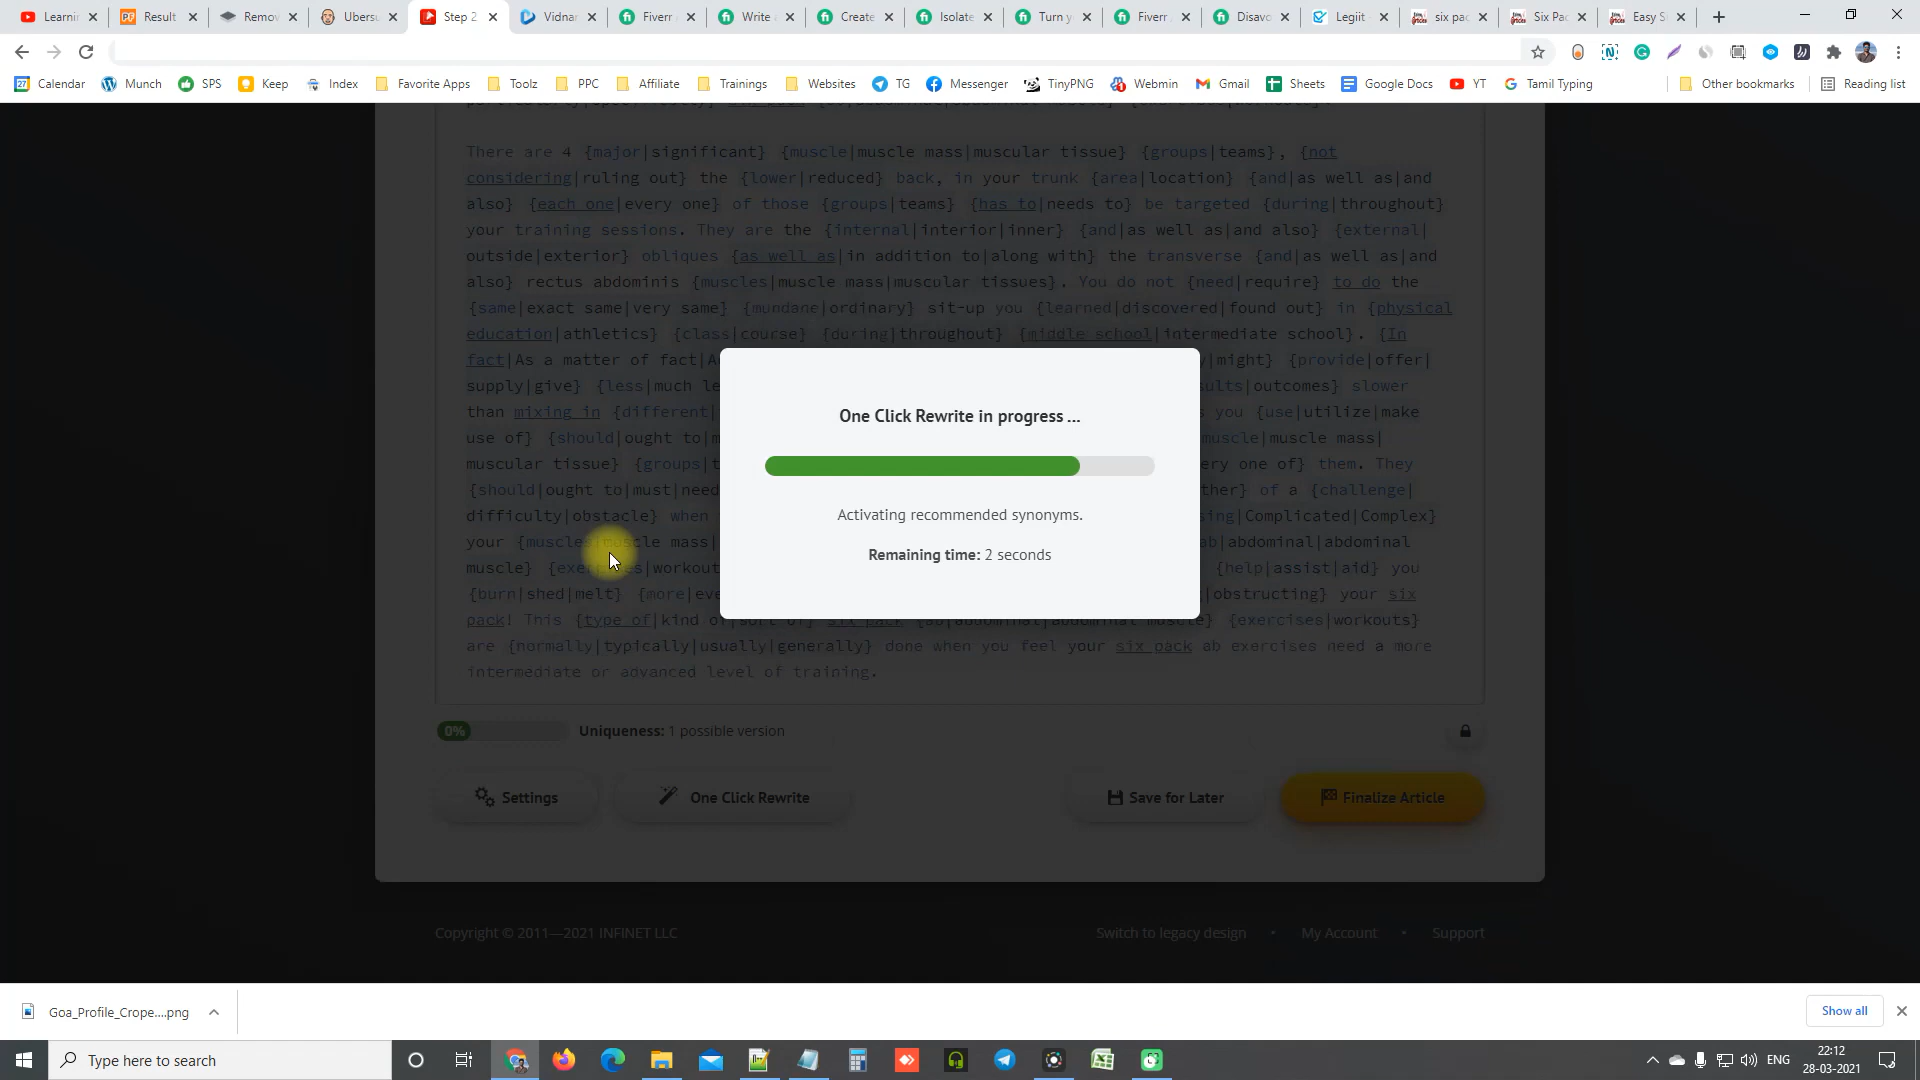 Learnin
Result
Remov
Ubersu
Step 2
Vidnar
Fiverr
Write a
Create
Isolate
Turn y
Fiverr
Disavo
Legiit
six pac
Six Pac
Easy S
Calendar Munch SPS Keep Index Favorite Apps Toolz PPC Affiliate Trainings Websites TG Messenger TinyPNG Webmin Gmail Sheets Google Docs YT Tamil Typing Other bookmarks Reading list
There are 4 {major|significant} {muscle|muscle mass|muscular tissue} {groups|teams}, {not
considering|ruling out} the {lower|reduced} back, in your trunk {area|location} {and|as well as|and
also} {each one|every one} of those {groups|teams} {has to|needs to} be targeted {during|throughout}
your training sessions. They are the {internal|interior|inner} {and|as well as|and also} {external|
outside|exterior} obliques {as well as|in addition to|along with} the transverse {and|as well as|and
also} rectus abdominis {muscles|muscle mass|muscular tissues}. You do not {need|require} to do the
{same|exact same|very same} {mundane|ordinary} sit-up you {learned|discovered|found out} in {physical
education|athletics} {class|course} {during|throughout} {middle school|intermediate school}. {In
fact|As a matter of fact|A |might} {provide|offer|
supply|give} {less|much le ults|outcomes} slower
than mixing in {different| you {use|utilize|make
use of} {should|ought to|m muscle|muscle mass|
muscular tissue} {groups|t ery one of} them. They
{should|ought to|must|need her} of a {challenge|
difficulty|obstacle} when ing|Complicated|Complex}
your {muscles|muscle mass| ab|abdominal|abdominal
muscle} {exercises|workou {help|assist|aid} you
{burn|shed|melt} {more|eve |obstructing} your six
pack! This {type of|kind of|sort of} six pack {ab|abdominal|abdominal muscle} {exercises|workouts}
are {normally|typically|usually|generally} done when you feel your six pack ab exercises need a more
intermediate or advanced level of training.
One Click Rewrite in progress ...
Activating recommended synonyms.
Remaining time: 2 seconds
0% Uniqueness: 1 possible version
Settings One Click Rewrite Save for Later Finalize Article
Copyright © 2011—2021 INFINET LLC Switch to legacy design • My Account • Support
Goa_Profile_Crope....png Show all
Type here to search
ENG
22:12
28-03-2021